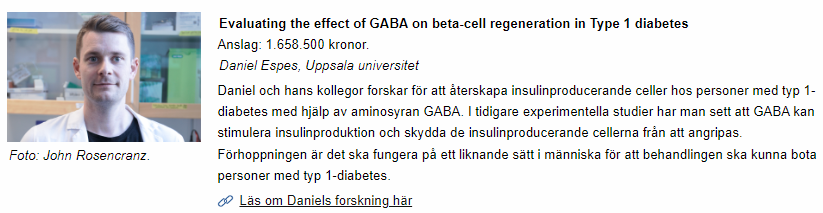 Evaluating the effect of GABA on beta-cell regeneration in Type 1 diabetes
Anslag: 1.658.500 kronor.
Daniel Espes, Uppsala universitet
Daniel och hans kollegor forskar för att återskapa insulinproducerande celler hos personer med typ 1-
diabetes med hjälp av aminosyran GABA. I tidigare experimentella studier har man sett att GABA kan
stimulera insulinproduktion och skydda de insulinproducerande cellerna från att angripas.
Förhoppningen är det ska fungera på ett liknande sätt i människa för att behandlingen ska kunna bota
personer med typ 1-diabetes.
Läs om Daniels forskning här
Foto: John Rosencranz.